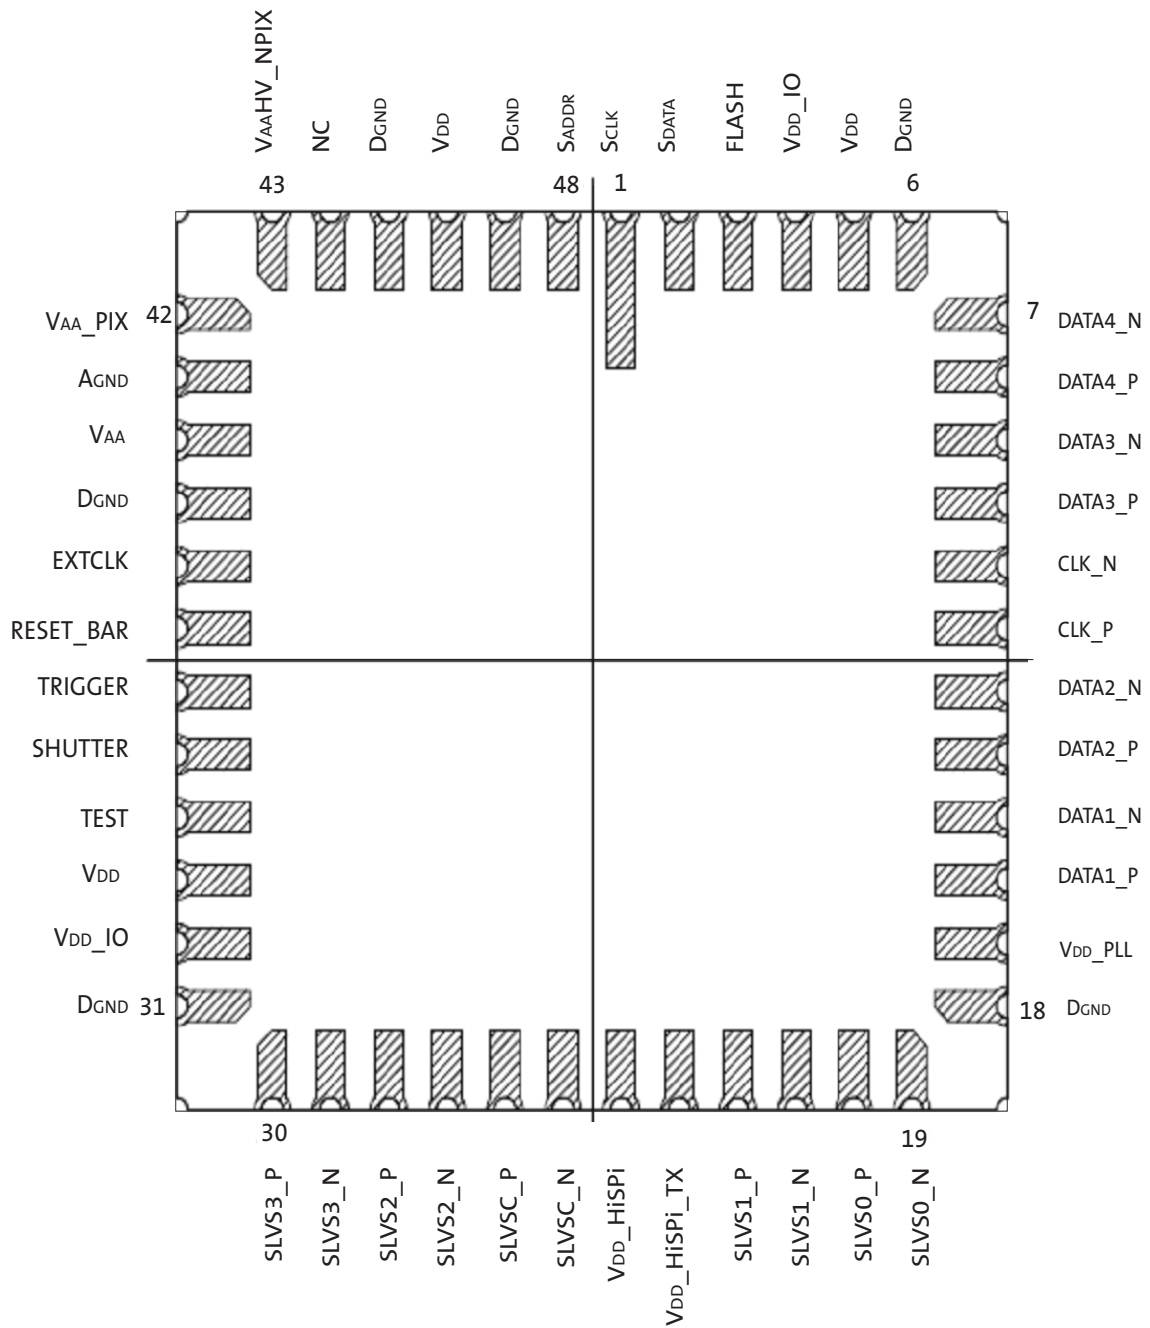 VAAHV_NPIX
NC
DGND
VDD
DGND
SADDR
SCLK
SDATA
FLASH
VDD_IO
VDD
DGND
43
48
1
6
VAA_PIX
42
AGND
VAA
DGND
EXTCLK
RESET_BAR
TRIGGER
SHUTTER
TEST
VDD
VDD_IO
DGND
31
7
DATA4_N
DATA4_P
DATA3_N
DATA3_P
CLK_N
CLK_P
DATA2_N
DATA2_P
DATA1_N
DATA1_P
VDD_PLL
18
DGND
30
19
SLVS3_P
SLVS3_N
SLVS2_P
SLVS2_N
SLVSC_P
SLVSC_N
VDD_HiSPi
VDD_HiSPi_TX
SLVS1_P
SLVS1_N
SLVS0_P
SLVS0_N